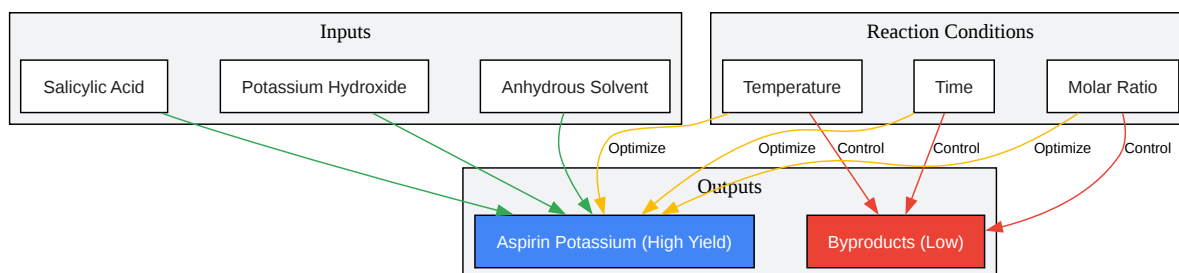 Inputs
Reaction Conditions
Salicylic Acid
Potassium Hydroxide
Anhydrous Solvent
Temperature
Time
Molar Ratio
Optimize
Optimize
Control
Control
Optimize
Control
Outputs
Aspirin Potassium (High Yield)
Byproducts (Low)